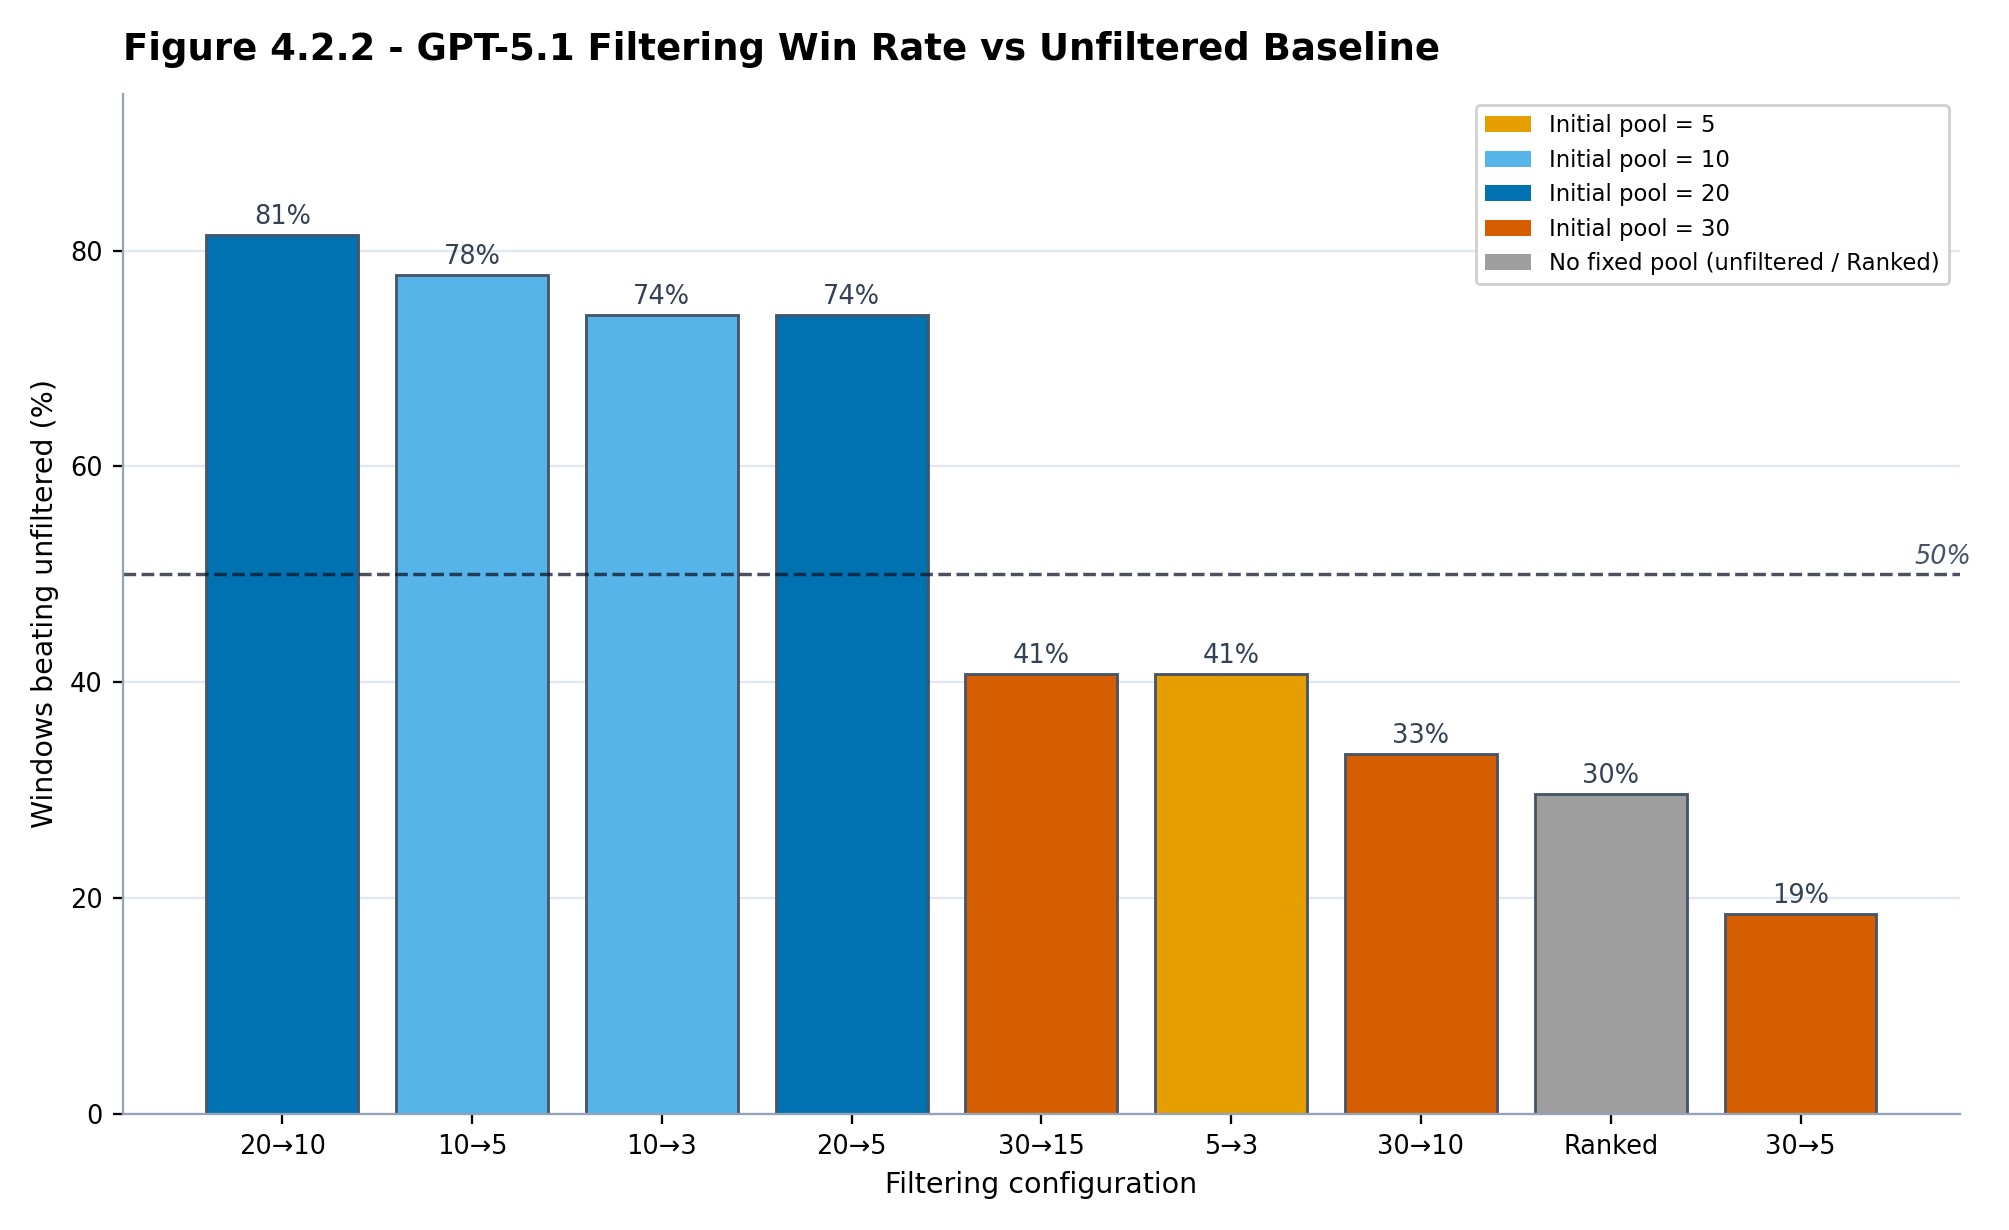 Figure 4.2.2 - GPT-5.1 Filtering Win Rate vs Unfiltered Baseline
Initial pool = 5
Initial pool = 10
Initial pool = 20
Initial pool = 30
No fixed pool (unfiltered / Ranked)
Windows beating unfiltered (%)
80
60
40
20
0
81%
78%
74%
74%
41%
41%
33%
30%
19%
50%
20→10 10→5 10→3 20→5 30→15 5→3 30→10 Ranked 30→5
Filtering configuration